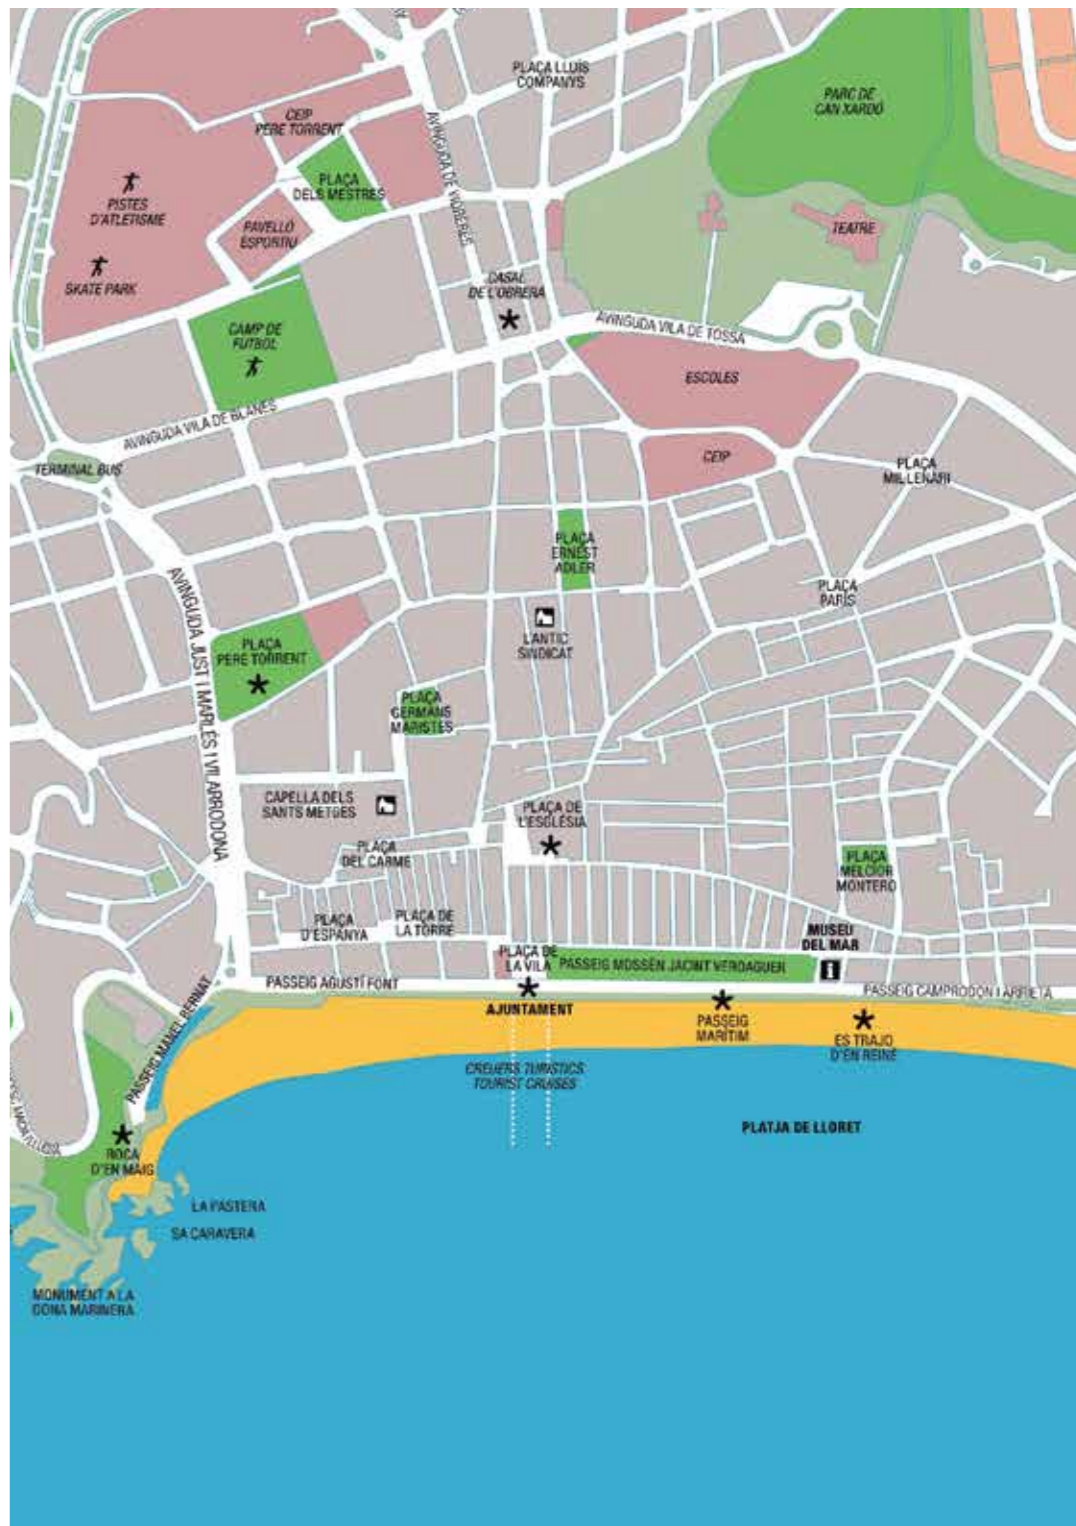 PLAÇA LLUÍS
COMPANYS
PARC DE
CAN XARDÓ
CEIP
PERE TORRENT
AVINGUDA DE VIDRERES
PLAÇA
DELS MESTRES
PISTES
D'ATLETISME
PAVELLÓ
ESPORTIU
TEATRE
SKATE PARK
CASAL
DE L'OBRERA
CAMP DE
FUTBOL
AVINGUDA VILA DE TOSSA
ESCOLES
AVINGUDA VILA DE BLANES
TERMINAL BUS
CEIP
PLAÇA
MIL·LENARI
PLAÇA
ERNEST
ADLER
AVINGUDA JUST I MARLÈS I VILARRODONA
PLAÇA
PARÍS
PLAÇA
PERE TORRENT
L'ANTIC
SINDICAT
PLAÇA
GERMANS
MARISTES
CAPELLA DELS
SANTS METGES
PLAÇA DE
L'ESGLÉSIA
PLAÇA
DEL CARME
PLAÇA
MELCIOR
MONTERO
PLAÇA
D'ESPANYA
PLAÇA DE
LA TORRE
MUSEU
DEL MAR
PLAÇA DE
LA VILA
PASSEIG MOSSÈN JACINT VERDAGUER
PASSEIG AGUSTÍ FONT
PASSEIG CAMPRODON I ARRIETA
PASSEIG MANEL BERNAT
AJUNTAMENT
PASSEIG
MARÍTIM
ES TRAJO
D'EN REINÉ
CREUERS TURÍSTICS
TOURIST CRUISES
PLATJA DE LLORET
ROCA
D'EN MAIG
LA PASTERA
SA CARAVERA
MONUMENT A LA
DONA MARINERA